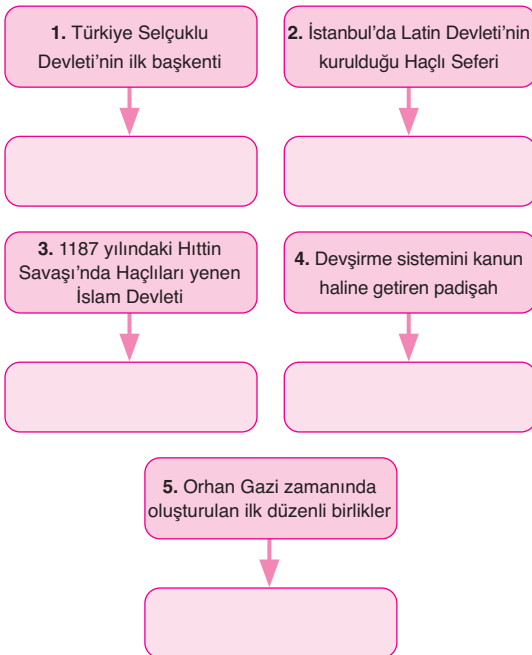 1. Türkiye Selçuklu
Devleti’nin ilk başkenti
2. İstanbul’da Latin Devleti’nin
kurulduğu Haçlı Seferi
3. 1187 yılındaki Hıttin
Savaşı’nda Haçlıları yenen
İslam Devleti
4. Devşirme sistemini kanun
haline getiren padişah
5. Orhan Gazi zamanında
oluşturulan ilk düzenli birlikler